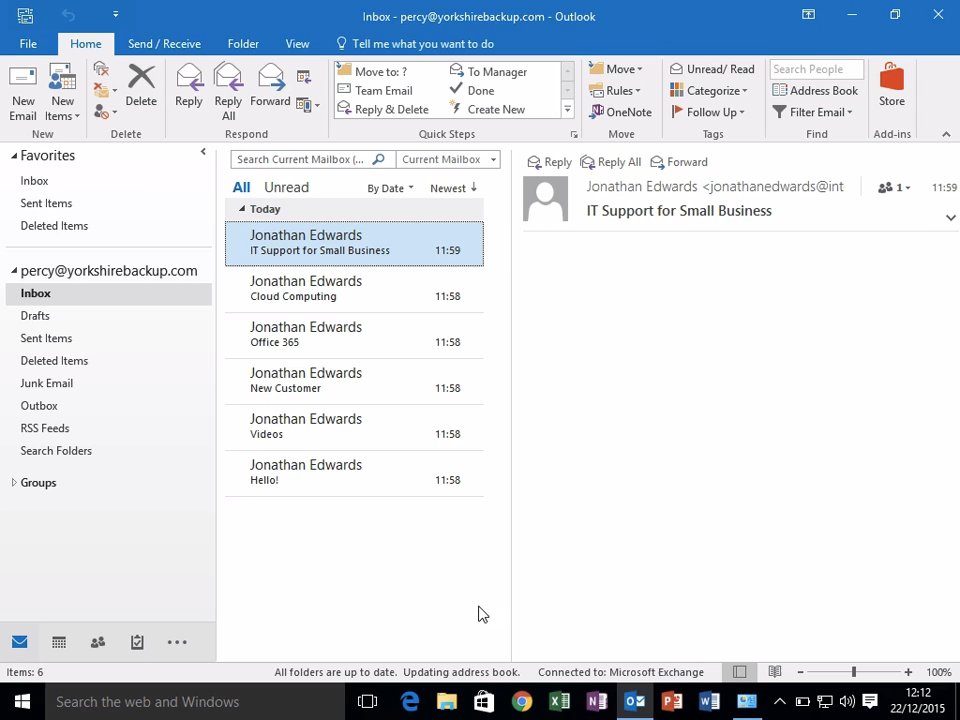 Inbox - percy@yorkshirebackup.com - Outlook
File Home Send / Receive Folder View Tell me what you want to do
New Email
New Items
Delete
Reply
Reply All
Forward
Move to: ?
To Manager
Team Email
Done
Reply & Delete
Create New
Move
Rules
OneNote
Unread/ Read
Categorize
Follow Up
Search People
Address Book
Filter Email
Store
New Delete Respond Quick Steps Move Tags Find Add-ins
Favorites
Inbox
Sent Items
Deleted Items
percy@yorkshirebackup.com
Inbox
Drafts
Sent Items
Deleted Items
Junk Email
Outbox
RSS Feeds
Search Folders
Groups
Search Current Mailbox (... Current Mailbox
All Unread By Date Newest
Today
Jonathan Edwards
IT Support for Small Business 11:59
Jonathan Edwards
Cloud Computing 11:58
Jonathan Edwards
Office 365 11:58
Jonathan Edwards
New Customer 11:58
Jonathan Edwards
Videos 11:58
Jonathan Edwards
Hello! 11:58
Reply Reply All Forward
Jonathan Edwards <jonathanedwards@int 1 11:59
IT Support for Small Business
Items: 6 All folders are up to date. Updating address book. Connected to: Microsoft Exchange 100%
Search the web and Windows
12:12
22/12/2015